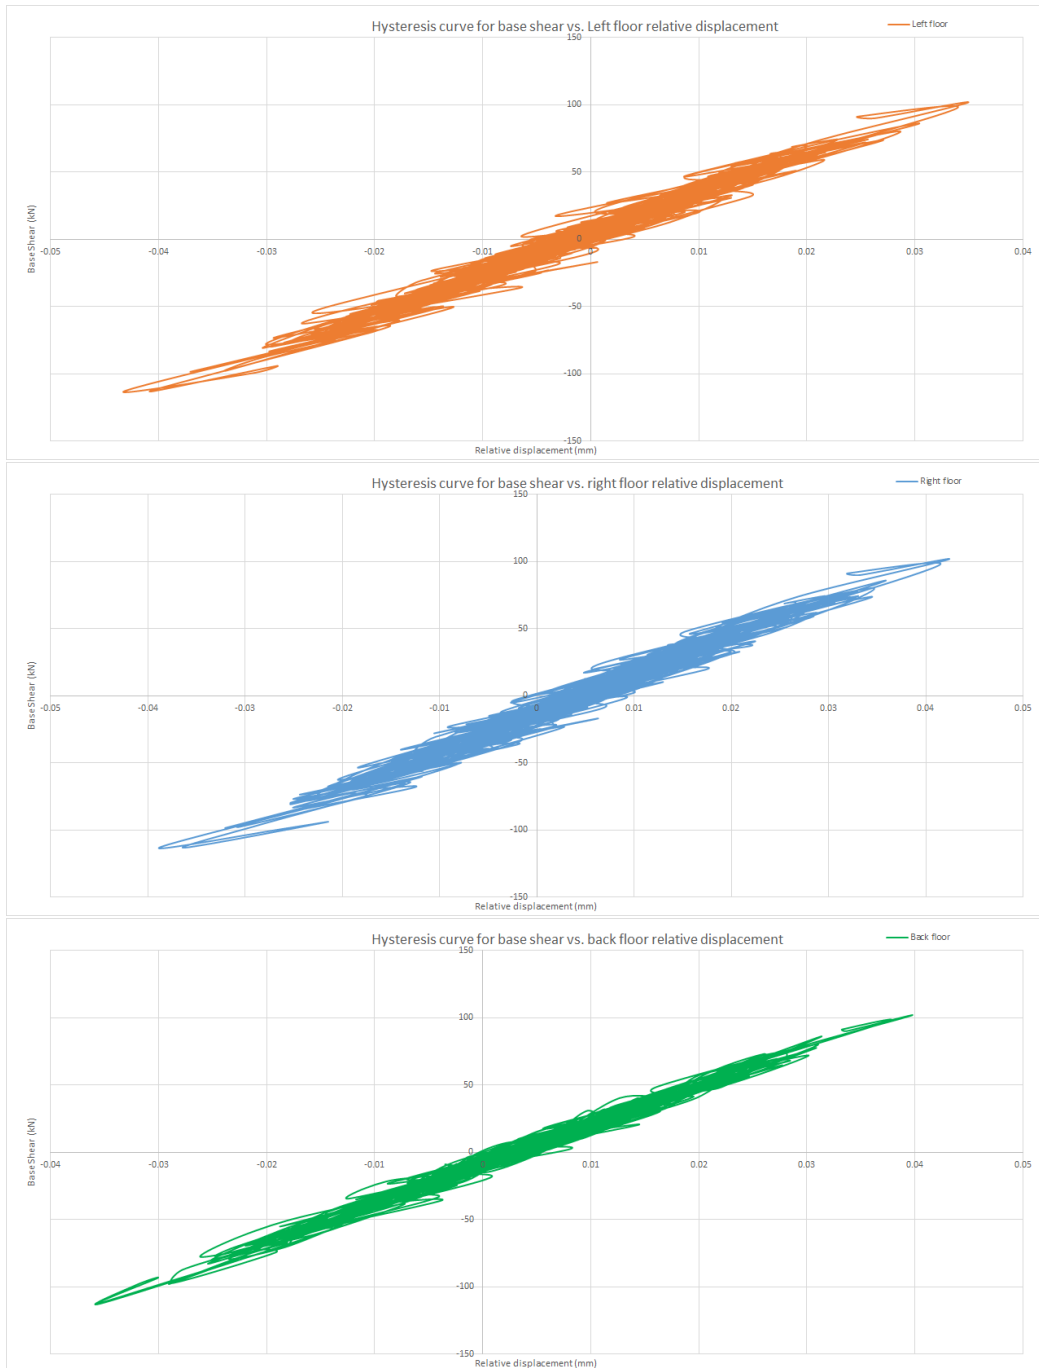 Hysteresis curve for base shear vs. Left floor relative displacement
Left floor
150
100
50
0
-50
-100
-150
-0.05 -0.04 -0.03 -0.02 -0.01 0 0.01 0.02 0.03 0.04
Base Shear (kN)
Relative displacement (mm)
Hysteresis curve for base shear vs. right floor relative displacement
Right floor
150
100
50
0
-50
-100
-150
-0.05 -0.04 -0.03 -0.02 -0.01 0 0.01 0.02 0.03 0.04 0.05
Base Shear (kN)
Relative displacement (mm)
Hysteresis curve for base shear vs. back floor relative displacement
Back floor
150
100
50
0
-50
-100
-150
-0.04 -0.03 -0.02 -0.01 0.00 0.01 0.02 0.03 0.04 0.05
Base Shear (kN)
Relative displacement (mm)